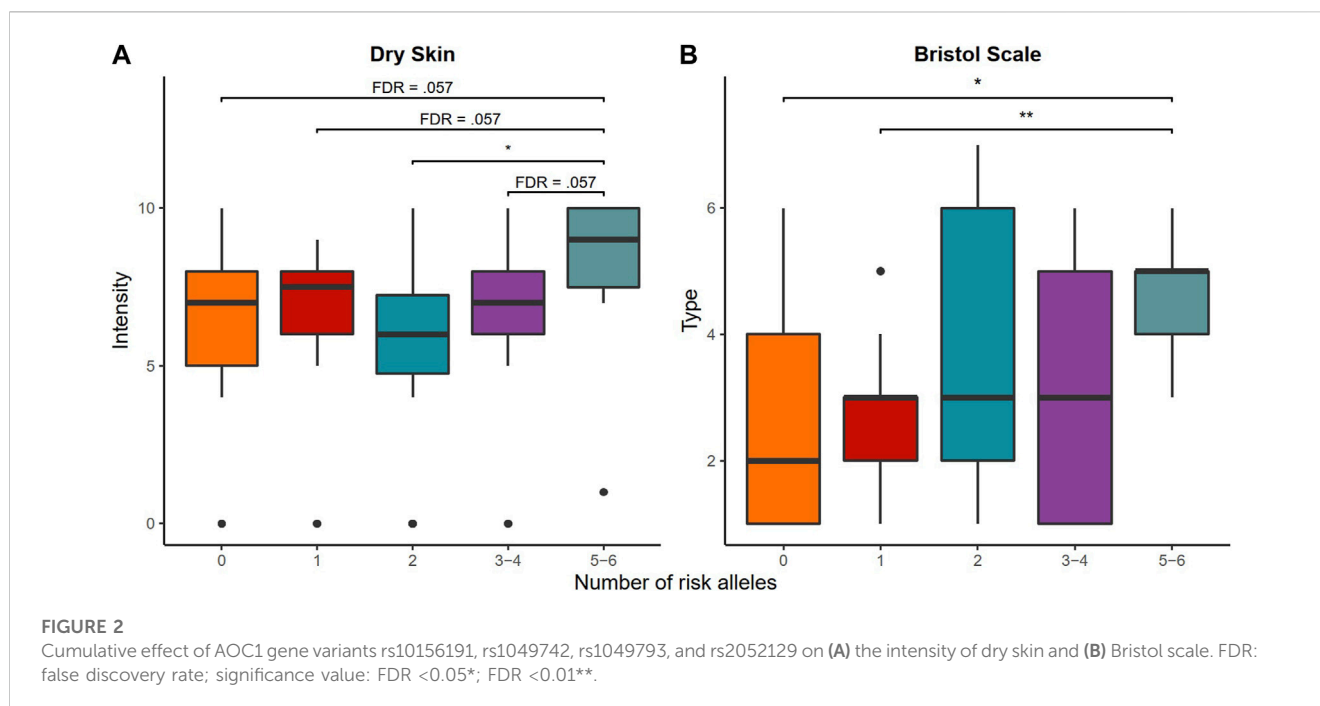 A
Dry Skin
FDR = .057
FDR = .057
*
FDR = .057
Intensity
10
5
0
0
1
2
3–4
5–6
B
Bristol Scale
*
**
Type
6
4
2
0
1
2
3–4
5–6
Number of risk alleles
FIGURE 2
Cumulative effect of AOC1 gene variants rs10156191, rs1049742, rs1049793, and rs2052129 on (A) the intensity of dry skin and (B) Bristol scale. FDR:
false discovery rate; significance value: FDR <0.05*; FDR <0.01**.